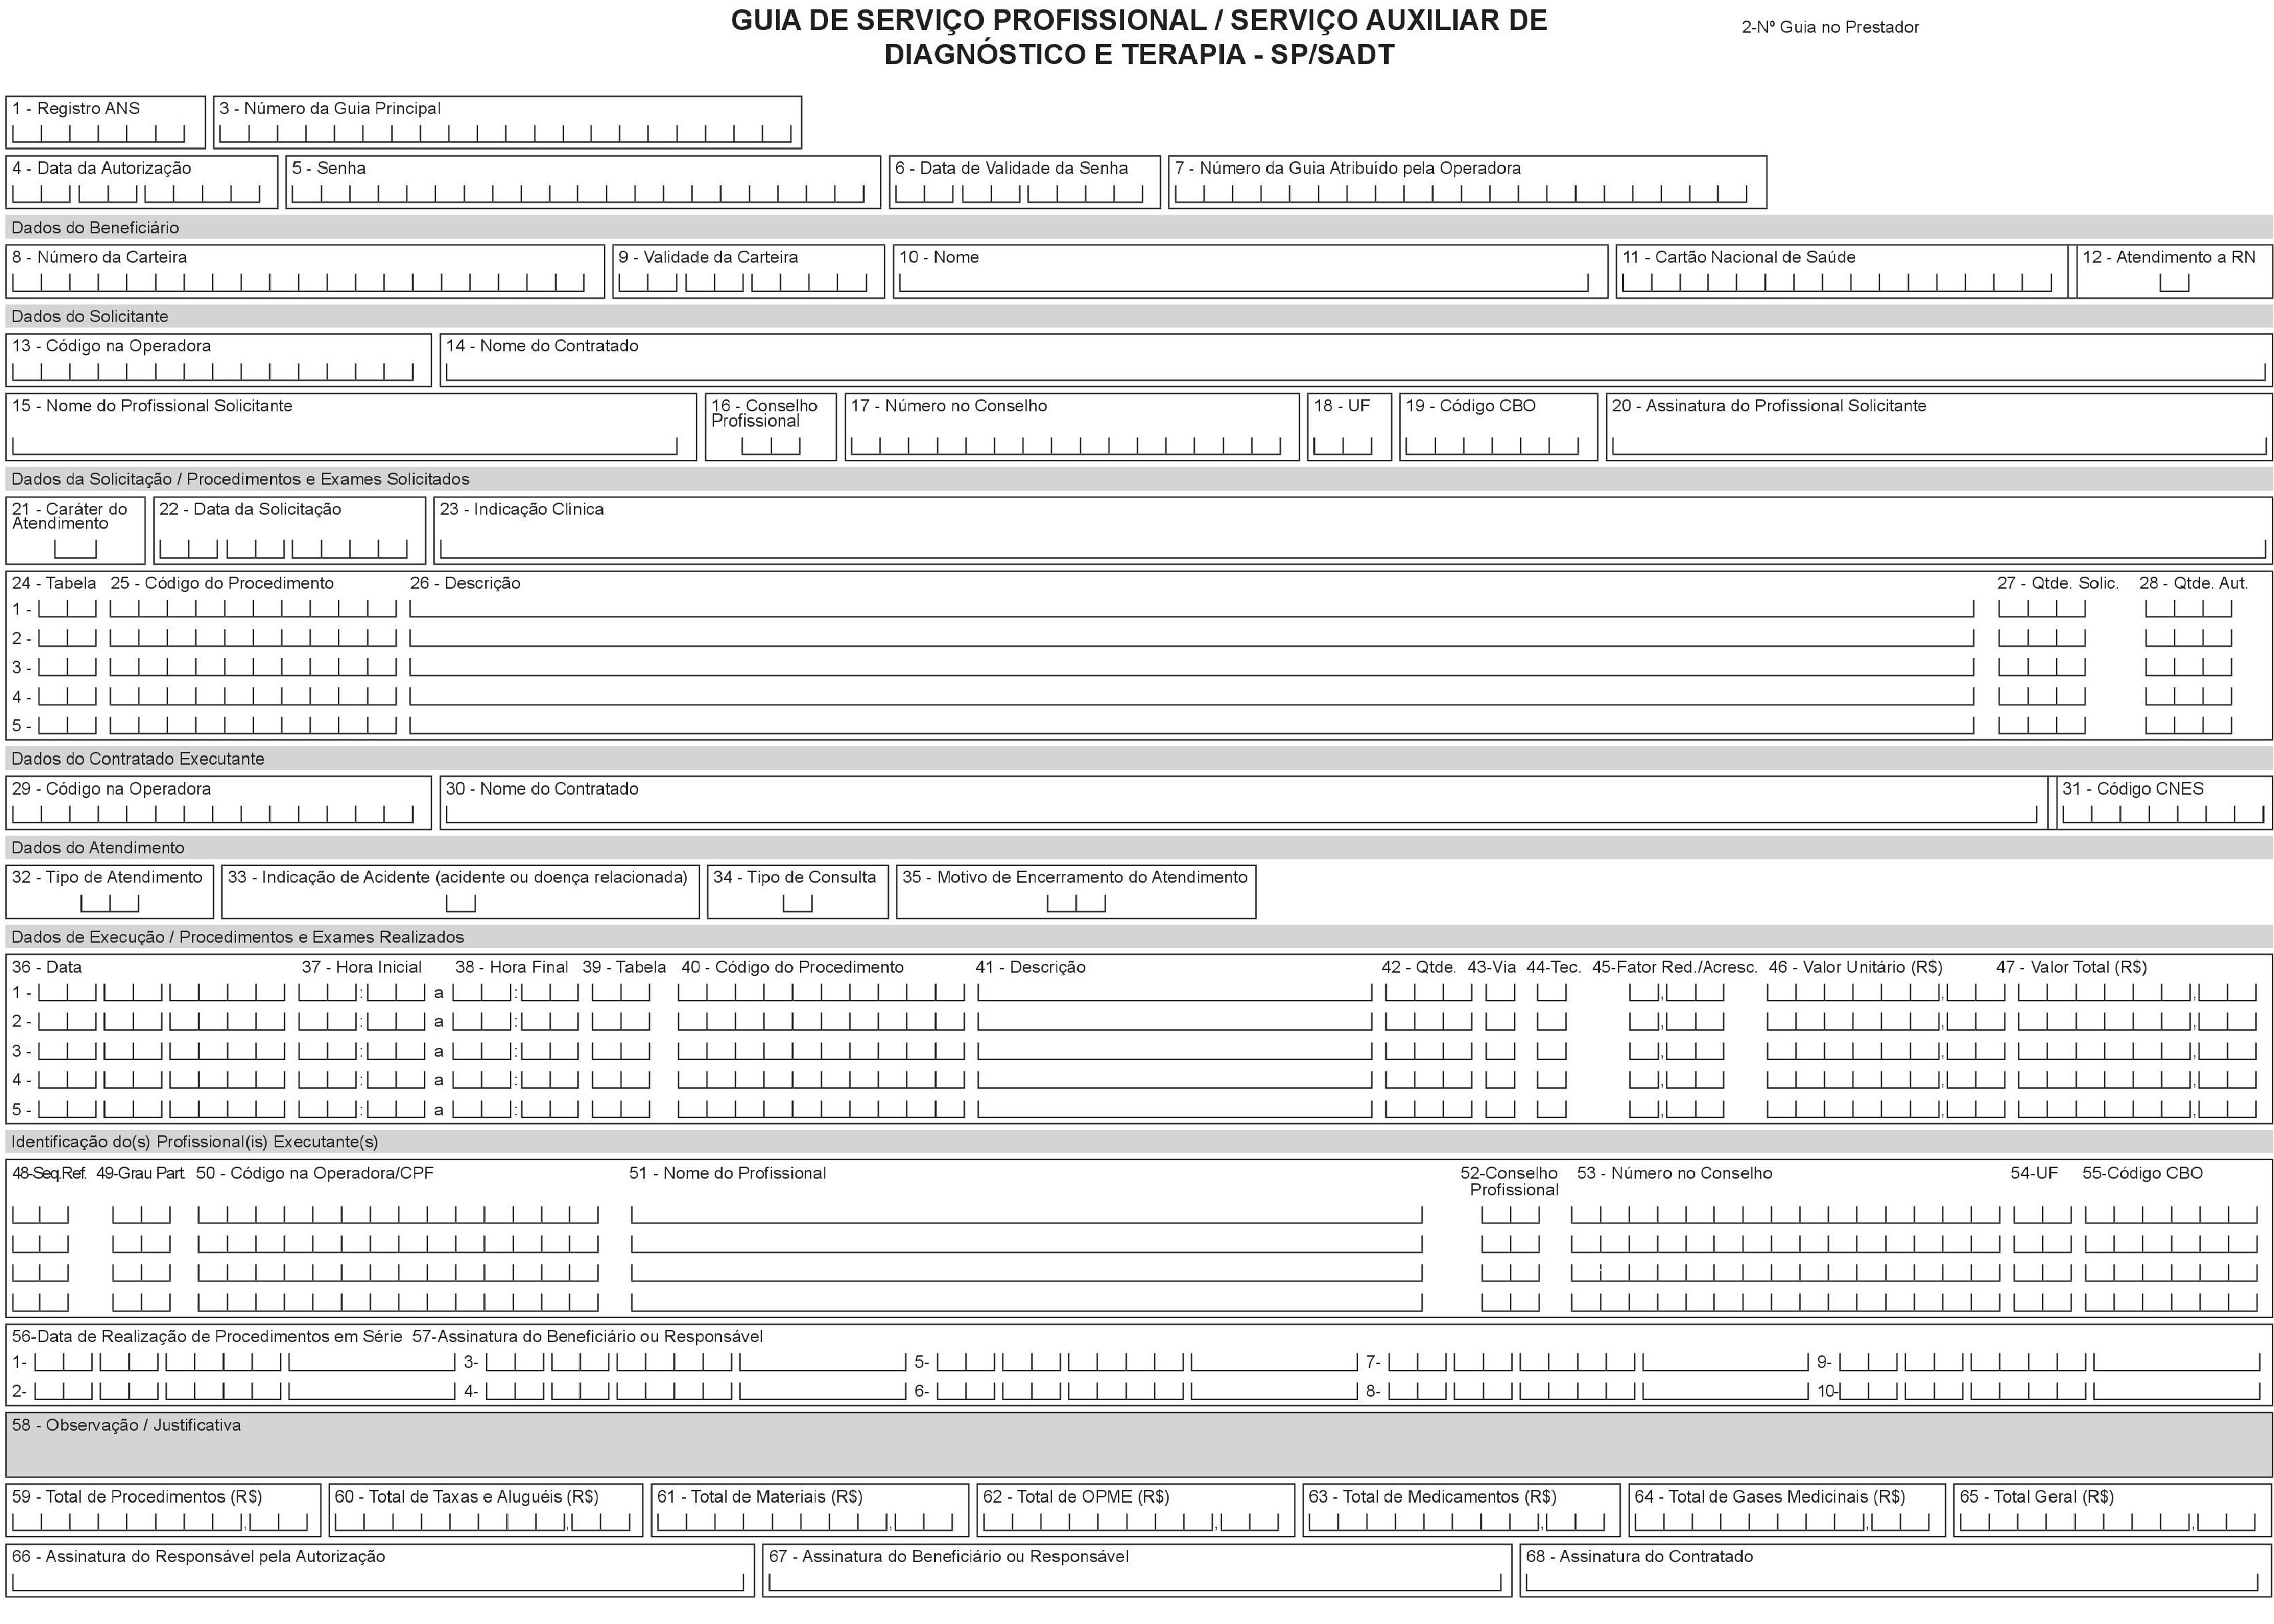 GUIA DE SERVIÇO PROFISSIONAL / SERVIÇO AUXILIAR DE
DIAGNÓSTICO E TERAPIA - SP/SADT
2-Nº Guia no Prestador
1 - Registro ANS
3 - Número da Guia Principal
4 - Data da Autorização
5 - Senha
6 - Data de Validade da Senha
7 - Número da Guia Atribuído pela Operadora
Dados do Beneficiário
8 - Número da Carteira
9 - Validade da Carteira
10 - Nome
11 - Cartão Nacional de Saúde
12 - Atendimento a RN
Dados do Solicitante
13 - Código na Operadora
14 - Nome do Contratado
15 - Nome do Profissional Solicitante
16 - Conselho
Profissional
17 - Número no Conselho
18 - UF
19 - Código CBO
20 - Assinatura do Profissional Solicitante
Dados da Solicitação / Procedimentos e Exames Solicitados
21 - Caráter do
Atendimento
22 - Data da Solicitação
23 - Indicação Clínica
24 - Tabela 25 - Código do Procedimento 26 - Descrição 27 - Qtde. Solic. 28 - Qtde. Aut.
1 -
2 -
3 -
4 -
5 -
Dados do Contratado Executante
29 - Código na Operadora
30 - Nome do Contratado
31 - Código CNES
Dados do Atendimento
32 - Tipo de Atendimento
33 - Indicação de Acidente (acidente ou doença relacionada)
34 - Tipo de Consulta
35 - Motivo de Encerramento do Atendimento
Dados de Execução / Procedimentos e Exames Realizados
36 - Data 37 - Hora Inicial 38 - Hora Final 39 - Tabela 40 - Código do Procedimento 41 - Descrição 42 - Qtde. 43-Via 44-Tec. 45-Fator Red./Acresc. 46 - Valor Unitário (R$) 47 - Valor Total (R$)
1 - : a : , , ,
2 - : a : , , ,
3 - : a : , , ,
4 - : a : , , ,
5 - : a : , , ,
Identificação do(s) Profissional(is) Executante(s)
48-Seq.Ref. 49-Grau Part. 50 - Código na Operadora/CPF 51 - Nome do Profissional 52-Conselho
Profissional
53 - Número no Conselho 54-UF 55-Código CBO
56-Data de Realização de Procedimentos em Série 57-Assinatura do Beneficiário ou Responsável
1- 3- 5- 7- 9-
2- 4- 6- 8- 10-
58 - Observação / Justificativa
59 - Total de Procedimentos (R$)
60 - Total de Taxas e Aluguéis (R$)
61 - Total de Materiais (R$)
62 - Total de OPME (R$)
63 - Total de Medicamentos (R$)
64 - Total de Gases Medicinais (R$)
65 - Total Geral (R$)
66 - Assinatura do Responsável pela Autorização
67 - Assinatura do Beneficiário ou Responsável
68 - Assinatura do Contratado